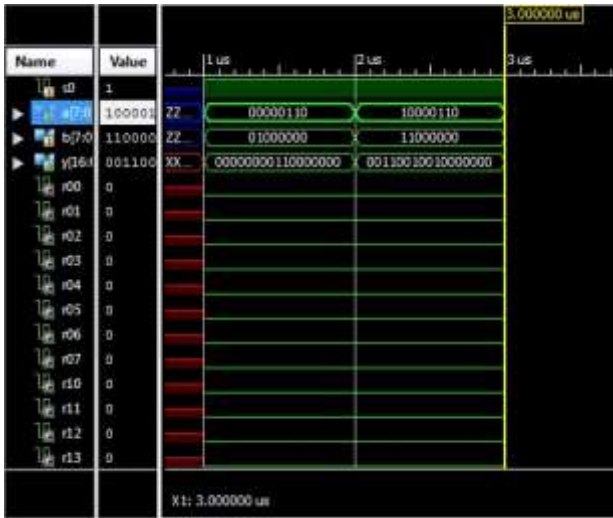 3.000000 us
Name Value 1 us 2 us 3 us
s0 1
a[7:0 100001 ZZ... 00000110 10000110
b[7:0 110000 ZZ... 01000000 11000000
y[16:0 001100 XX... 00000000110000000 00110010010000000
r00 0
r01 0
r02 0
r03 0
r04 0
r05 0
r06 0
r07 0
r10 0
r11 0
r12 0
r13 0
X1: 3.000000 us